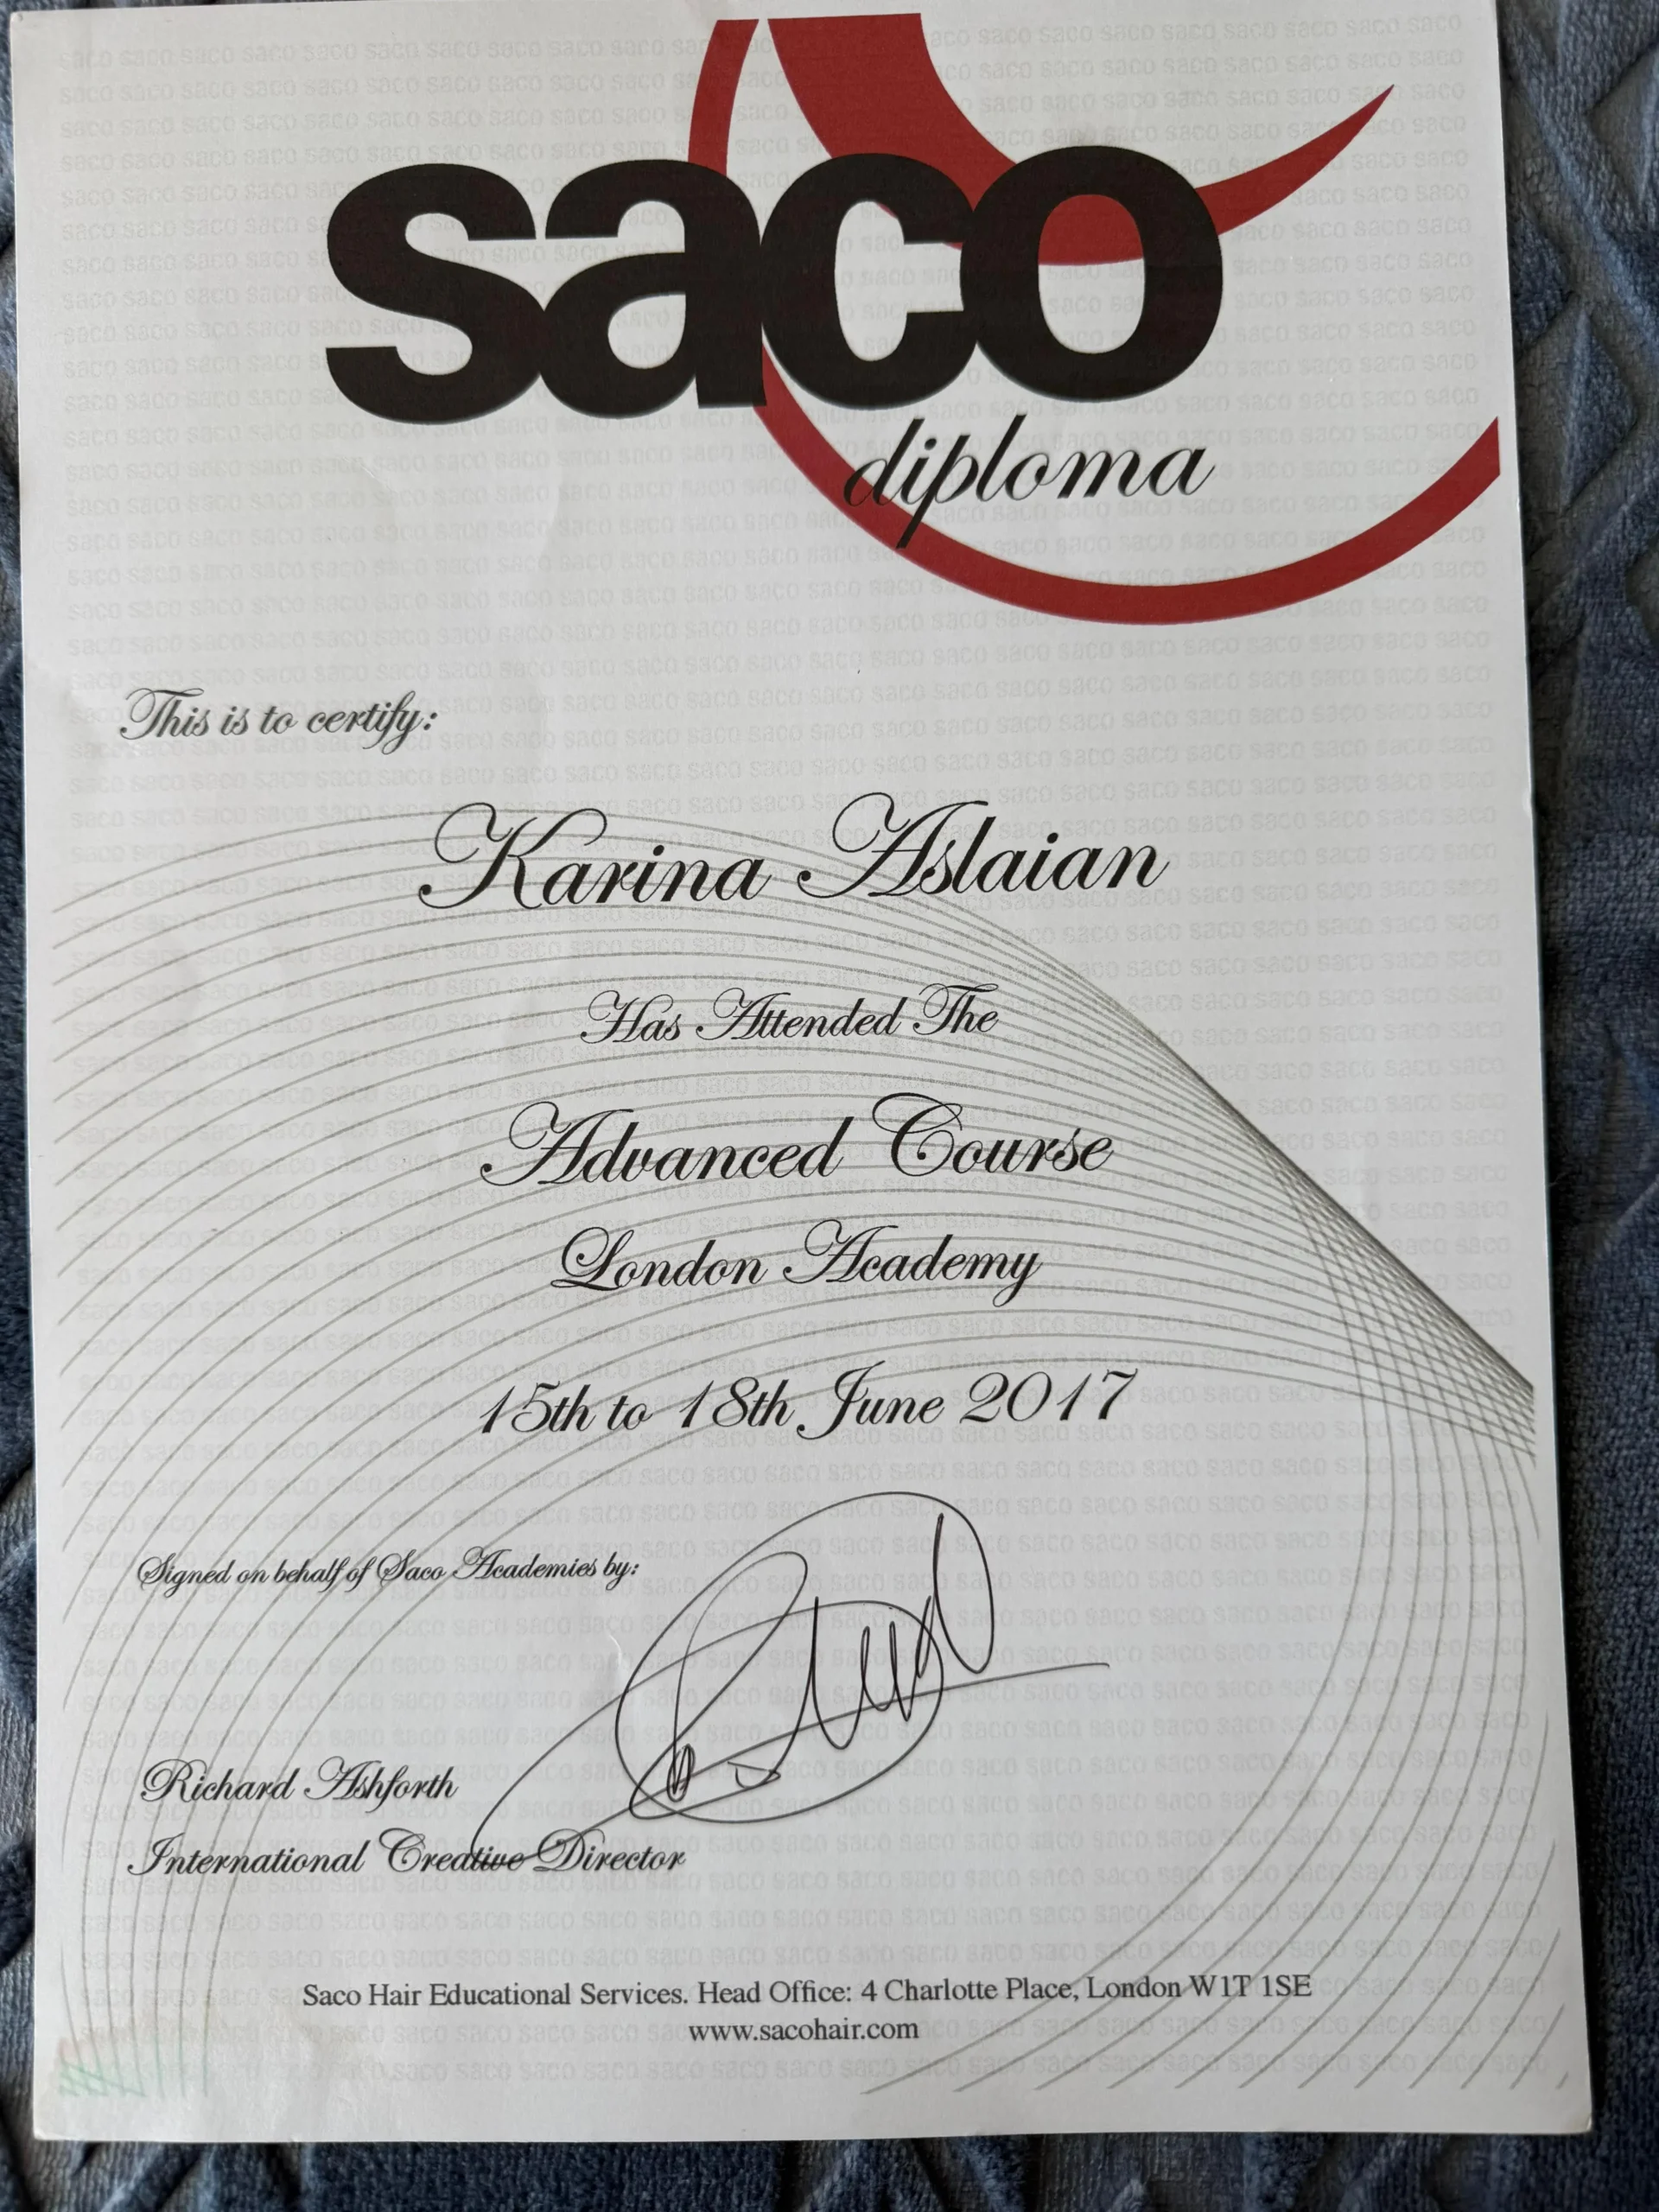 saco
diploma
This is to certify:
Karina Aslaian
Has Attended The
Advanced Course
London Academy
15th to 18th June 2017
Signed on behalf of Saco Academies by:
Richard Ashforth
International Creative Director
Saco Hair Educational Services. Head Office: 4 Charlotte Place, London W1T 1SE
www.sacohair.com